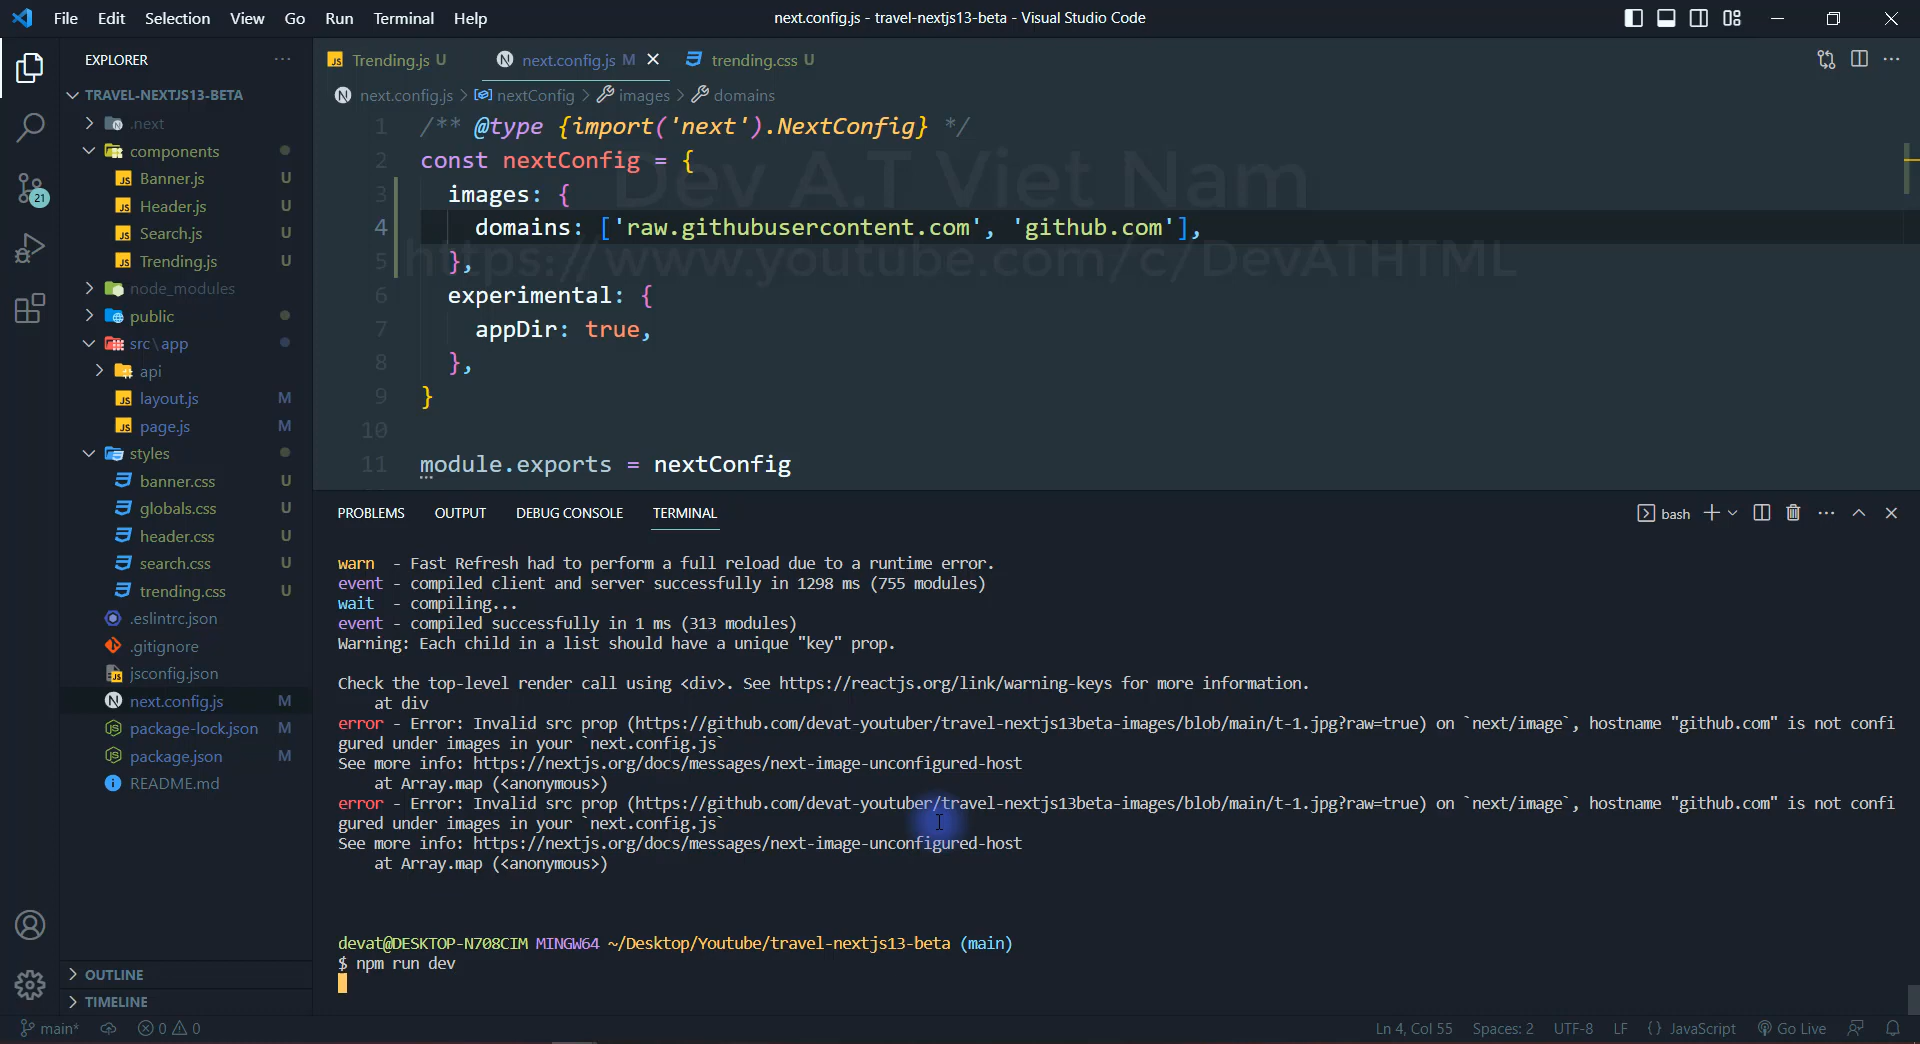 File Edit Selection View Go Run Terminal Help
next.config.js - travel-nextjs13-beta - Visual Studio Code
EXPLORER
TRAVEL-NEXTJS13-BETA
.next
components
Banner.js U
Header.js U
Search.js U
Trending.js U
node_modules
public
src\app
api
layout.js M
page.js M
styles
banner.css U
globals.css U
header.css U
search.css U
trending.css U
.eslintrc.json
.gitignore
jsconfig.json
next.config.js M
package-lock.json M
package.json M
README.md
OUTLINE
TIMELINE
21
Trending.js U
next.config.js M
trending.css U
next.config.js > nextConfig > images > domains
1 /** @type {import('next').NextConfig} */
2 const nextConfig = {
3 images: {
4 domains: ['raw.githubusercontent.com', 'github.com'],
5 },
6 experimental: {
7 appDir: true,
8 },
9 }
10
11 module.exports = nextConfig
Dev A.T Viet Nam
https://www.youtube.com/c/DevATHTML
PROBLEMS OUTPUT DEBUG CONSOLE TERMINAL
bash
warn - Fast Refresh had to perform a full reload due to a runtime error.
event - compiled client and server successfully in 1298 ms (755 modules)
wait - compiling...
event - compiled successfully in 1 ms (313 modules)
Warning: Each child in a list should have a unique "key" prop.
Check the top-level render call using <div>. See https://reactjs.org/link/warning-keys for more information.
at div
error - Error: Invalid src prop (https://github.com/devat-youtuber/travel-nextjs13beta-images/blob/main/t-1.jpg?raw=true) on `next/image`, hostname "github.com" is not confi
gured under images in your `next.config.js`
See more info: https://nextjs.org/docs/messages/next-image-unconfigured-host
at Array.map (<anonymous>)
error - Error: Invalid src prop (https://github.com/devat-youtuber/travel-nextjs13beta-images/blob/main/t-1.jpg?raw=true) on `next/image`, hostname "github.com" is not confi
gured under images in your `next.config.js`
See more info: https://nextjs.org/docs/messages/next-image-unconfigured-host
at Array.map (<anonymous>)
devat@DESKTOP-N708CIM MINGW64 ~/Desktop/Youtube/travel-nextjs13-beta (main)
$ npm run dev
main* 0 0
Ln 4, Col 55 Spaces: 2 UTF-8 LF {} JavaScript Go Live